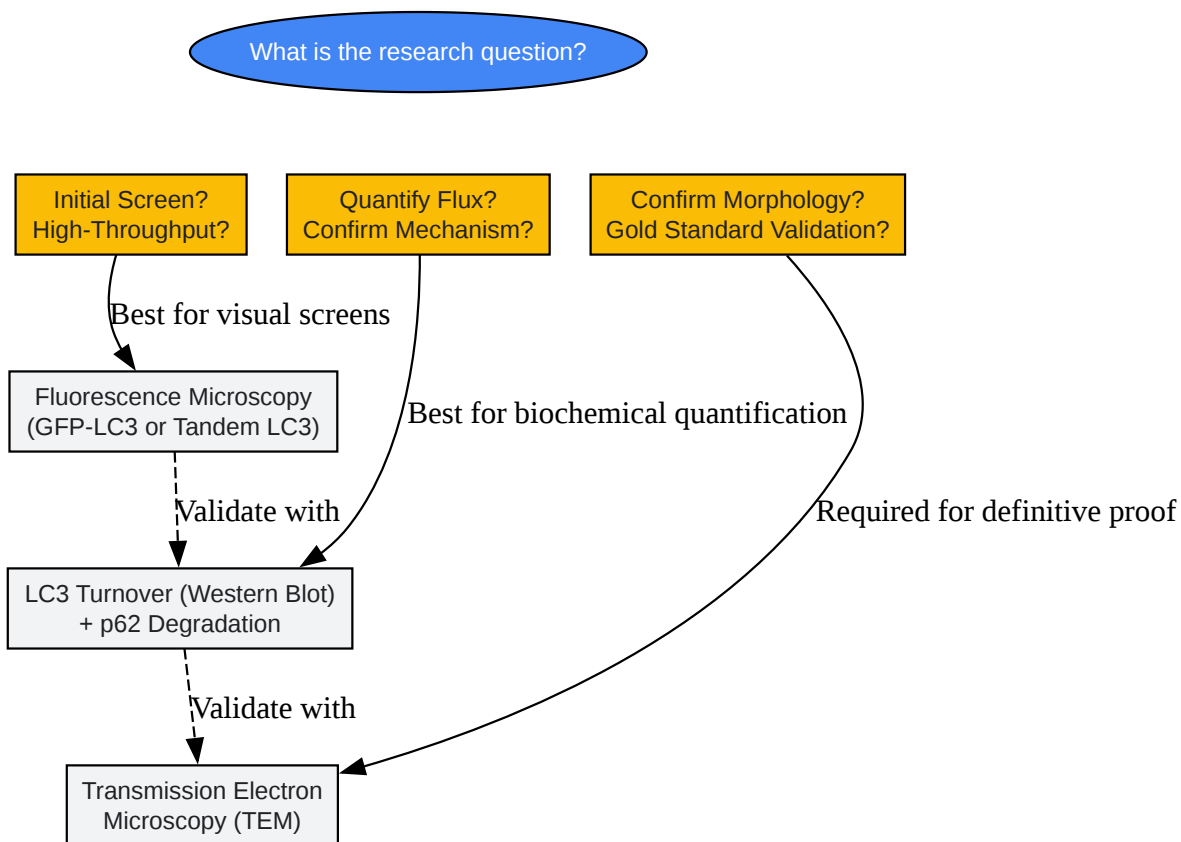 What is the research question?
Initial Screen?
High-Throughput?
Quantify Flux?
Confirm Mechanism?
Confirm Morphology?
Gold Standard Validation?
Best for visual screens
Fluorescence Microscopy
(GFP-LC3 or Tandem LC3)
Best for biochemical quantification
Validate with
Required for definitive proof
LC3 Turnover (Western Blot)
+ p62 Degradation
Validate with
Transmission Electron
Microscopy (TEM)